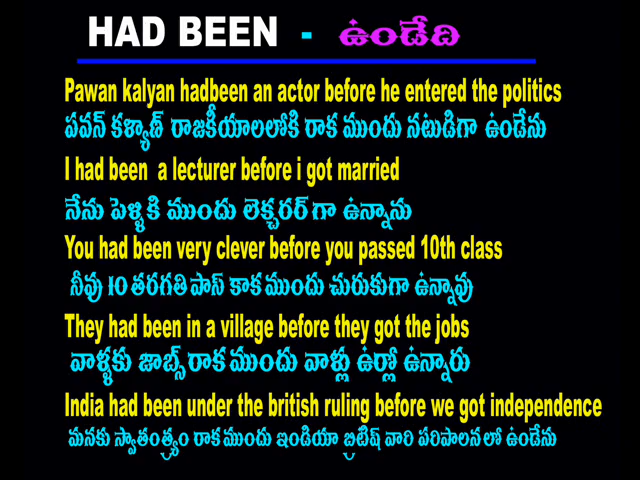 HAD BEEN - ఉండేది
Pawan kalyan hadbeen an actor before he entered the politics
పవన్ కళ్యాణ్ రాజకీయాలలోకి రాక ముందు నటుడిగా ఉండేను
I had been a lecturer before i got married
నేను పెళ్ళికి ముందు లెక్చరర్ గా ఉన్నాను
You had been very clever before you passed 10th class
నీవు 10 తరగతి పాస్ కాక ముందు చురుకుగా ఉన్నావు
They had been in a village before they got the jobs
వాళ్ళకు జాబ్స్ రాక ముందు వాళ్లు ఊర్లో ఉన్నారు
India had been under the british ruling before we got independence
మనకు స్వాతంత్ర్యం రాక ముందు ఇండియా బ్రిటిష్ వారి పరిపాలన లో ఉండేను